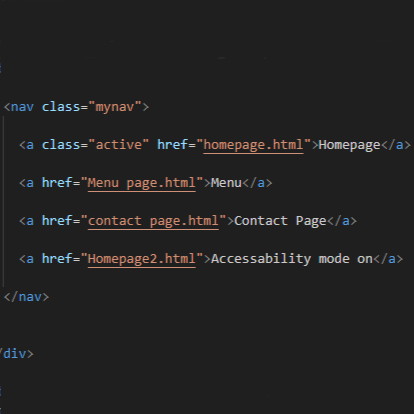 <nav class="mynav">
<a class="active" href="homepage.html">Homepage</a>
<a href="Menu page.html">Menu</a>
<a href="contact page.html">Contact Page</a>
<a href="Homepage2.html">Accessability mode on</a>
</nav>
/div>